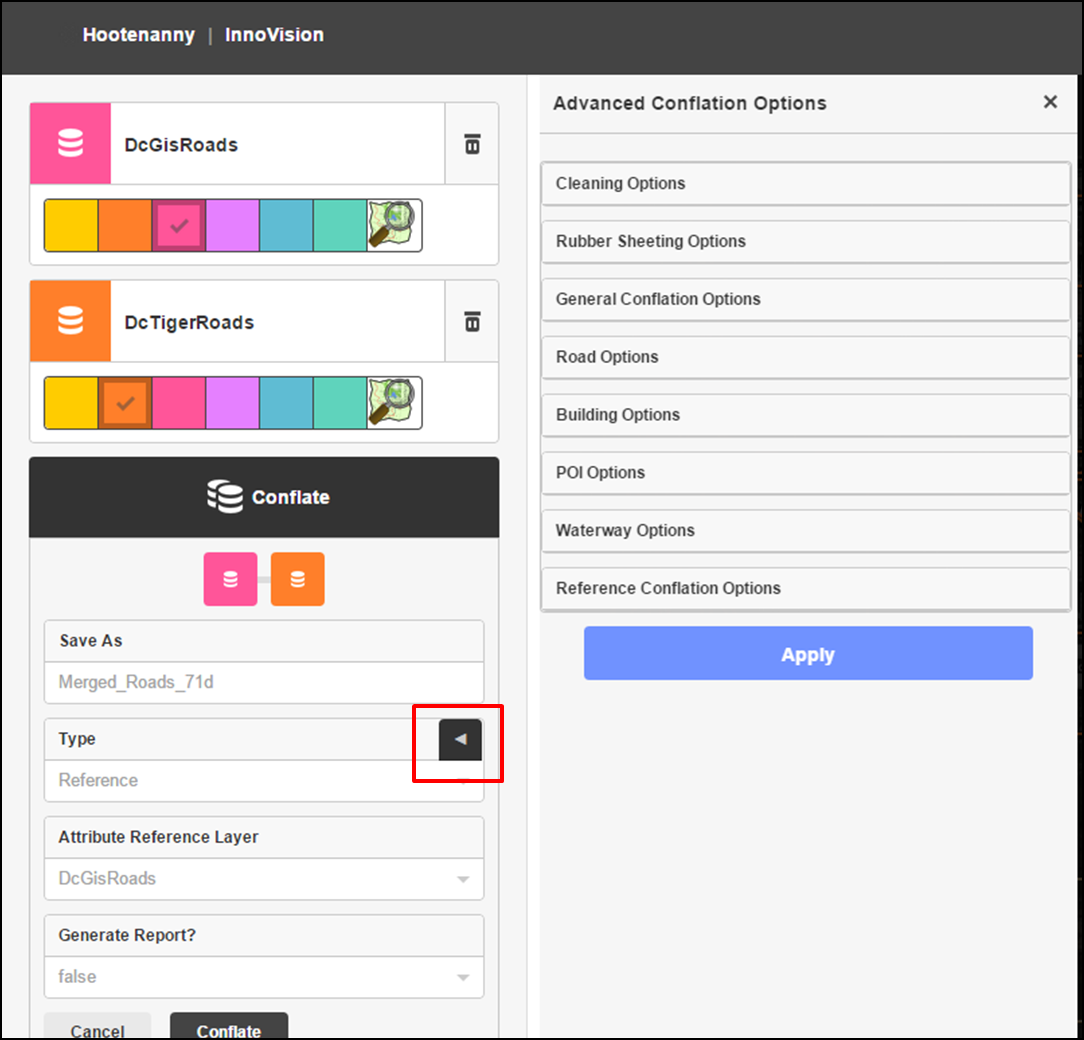 Hootenanny | InnoVision
DcGisRoads
DcTigerRoads
Conflate
Save As
Merged_Roads_71d
Type
Reference
Attribute Reference Layer
DcGisRoads
Generate Report?
false
Cancel
Conflate
Advanced Conflation Options
Cleaning Options
Rubber Sheeting Options
General Conflation Options
Road Options
Building Options
POI Options
Waterway Options
Reference Conflation Options
Apply